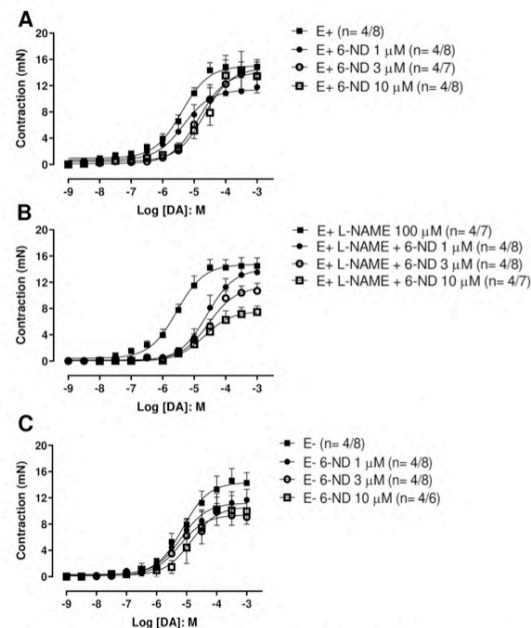 A
E+ (n= 4/8)
E+ 6-ND 1 µM (n= 4/8)
E+ 6-ND 3 µM (n= 4/7)
E+ 6-ND 10 µM (n= 4/8)
Contraction (mN)
20
16
12
8
4
0
-9 -8 -7 -6 -5 -4 -3
Log [DA]: M
B
E+ L-NAME 100 µM (n= 4/7)
E+ L-NAME + 6-ND 1 µM (n= 4/8)
E+ L-NAME + 6-ND 3 µM (n= 4/8)
E+ L-NAME + 6-ND 10 µM (n= 4/7)
Contraction (mN)
20
16
12
8
4
0
-9 -8 -7 -6 -5 -4 -3
Log [DA]: M
C
E- (n= 4/8)
E- 6-ND 1 µM (n= 4/8)
E- 6-ND 3 µM (n= 4/8)
E- 6-ND 10 µM (n= 4/6)
Contraction (mN)
20
16
12
8
4
0
-9 -8 -7 -6 -5 -4 -3
Log [DA]: M